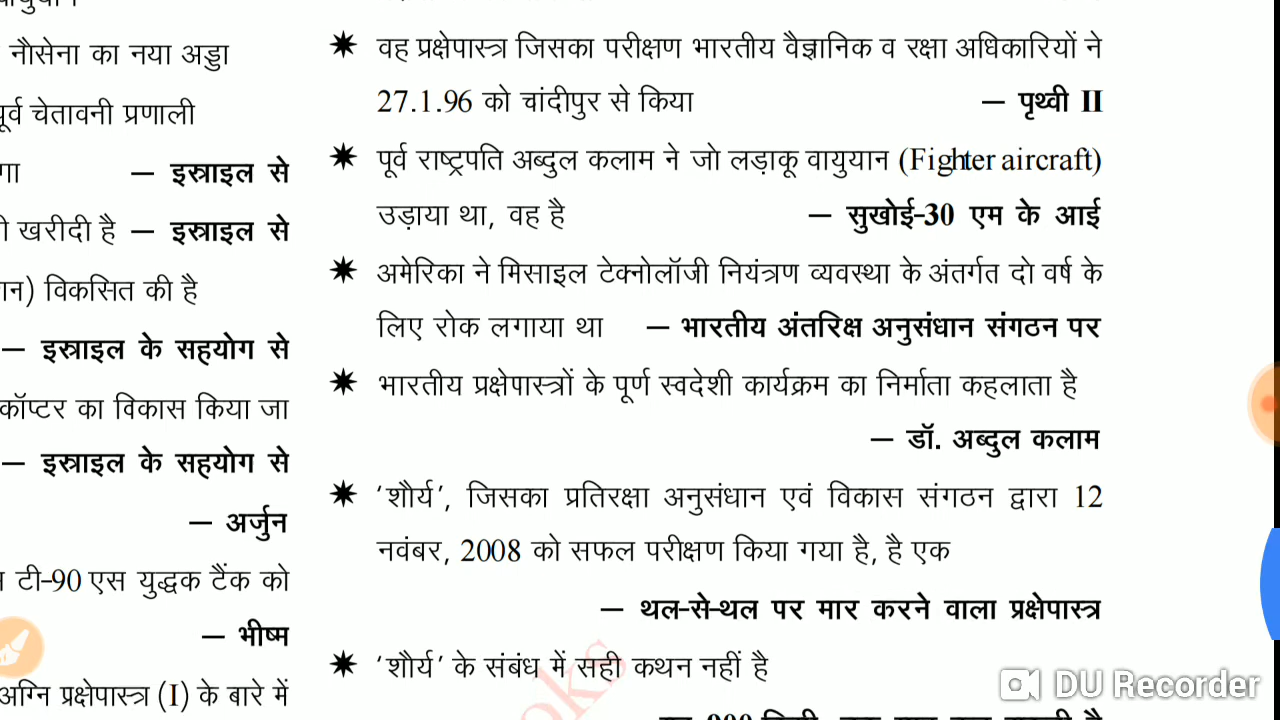 नौसेना का नया अड्डा
पूर्व चेतावनी प्रणाली
— इस्राइल से
खरीदी है — इस्राइल से
विकसित की है
— इस्राइल के सहयोग से
का विकास किया जा
— इस्राइल के सहयोग से
— अर्जुन
टी-90 एस युद्धक टैंक को
— भीष्म
अग्नि प्रक्षेपास्त्र (I) के बारे में
✷ वह प्रक्षेपास्त्र जिसका परीक्षण भारतीय वैज्ञानिक व रक्षा अधिकारियों ने
27.1.96 को चांदीपुर से किया — पृथ्वी II
✷ पूर्व राष्ट्रपति अब्दुल कलाम ने जो लड़ाकू वायुयान (Fighter aircraft)
उड़ाया था, वह है — सुखोई-30 एम के आई
✷ अमेरिका ने मिसाइल टेक्नोलॉजी नियंत्रण व्यवस्था के अंतर्गत दो वर्ष के
लिए रोक लगाया था — भारतीय अंतरिक्ष अनुसंधान संगठन पर
✷ भारतीय प्रक्षेपास्त्रों के पूर्ण स्वदेशी कार्यक्रम का निर्माता कहलाता है
— डॉ. अब्दुल कलाम
✷ ‘शौर्य’, जिसका प्रतिरक्षा अनुसंधान एवं विकास संगठन द्वारा 12
नवंबर, 2008 को सफल परीक्षण किया गया है, है एक
— थल-से-थल पर मार करने वाला प्रक्षेपास्त्र
✷ ‘शौर्य’ के संबंध में सही कथन नहीं है
DU Recorder